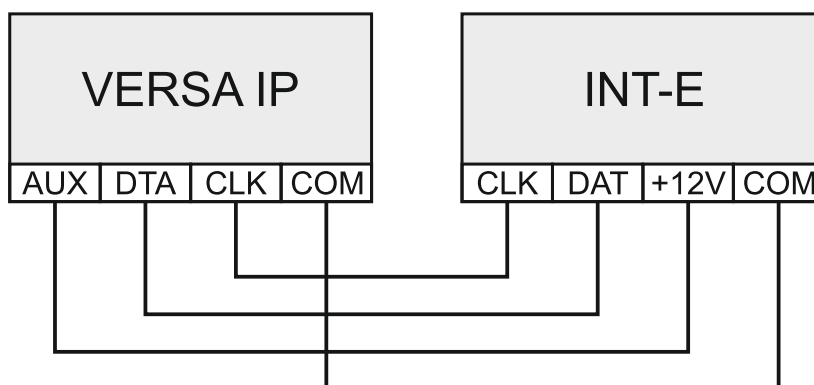 VERSA IP
AUX DTA CLK COM
INT-E
CLK DAT +12V COM